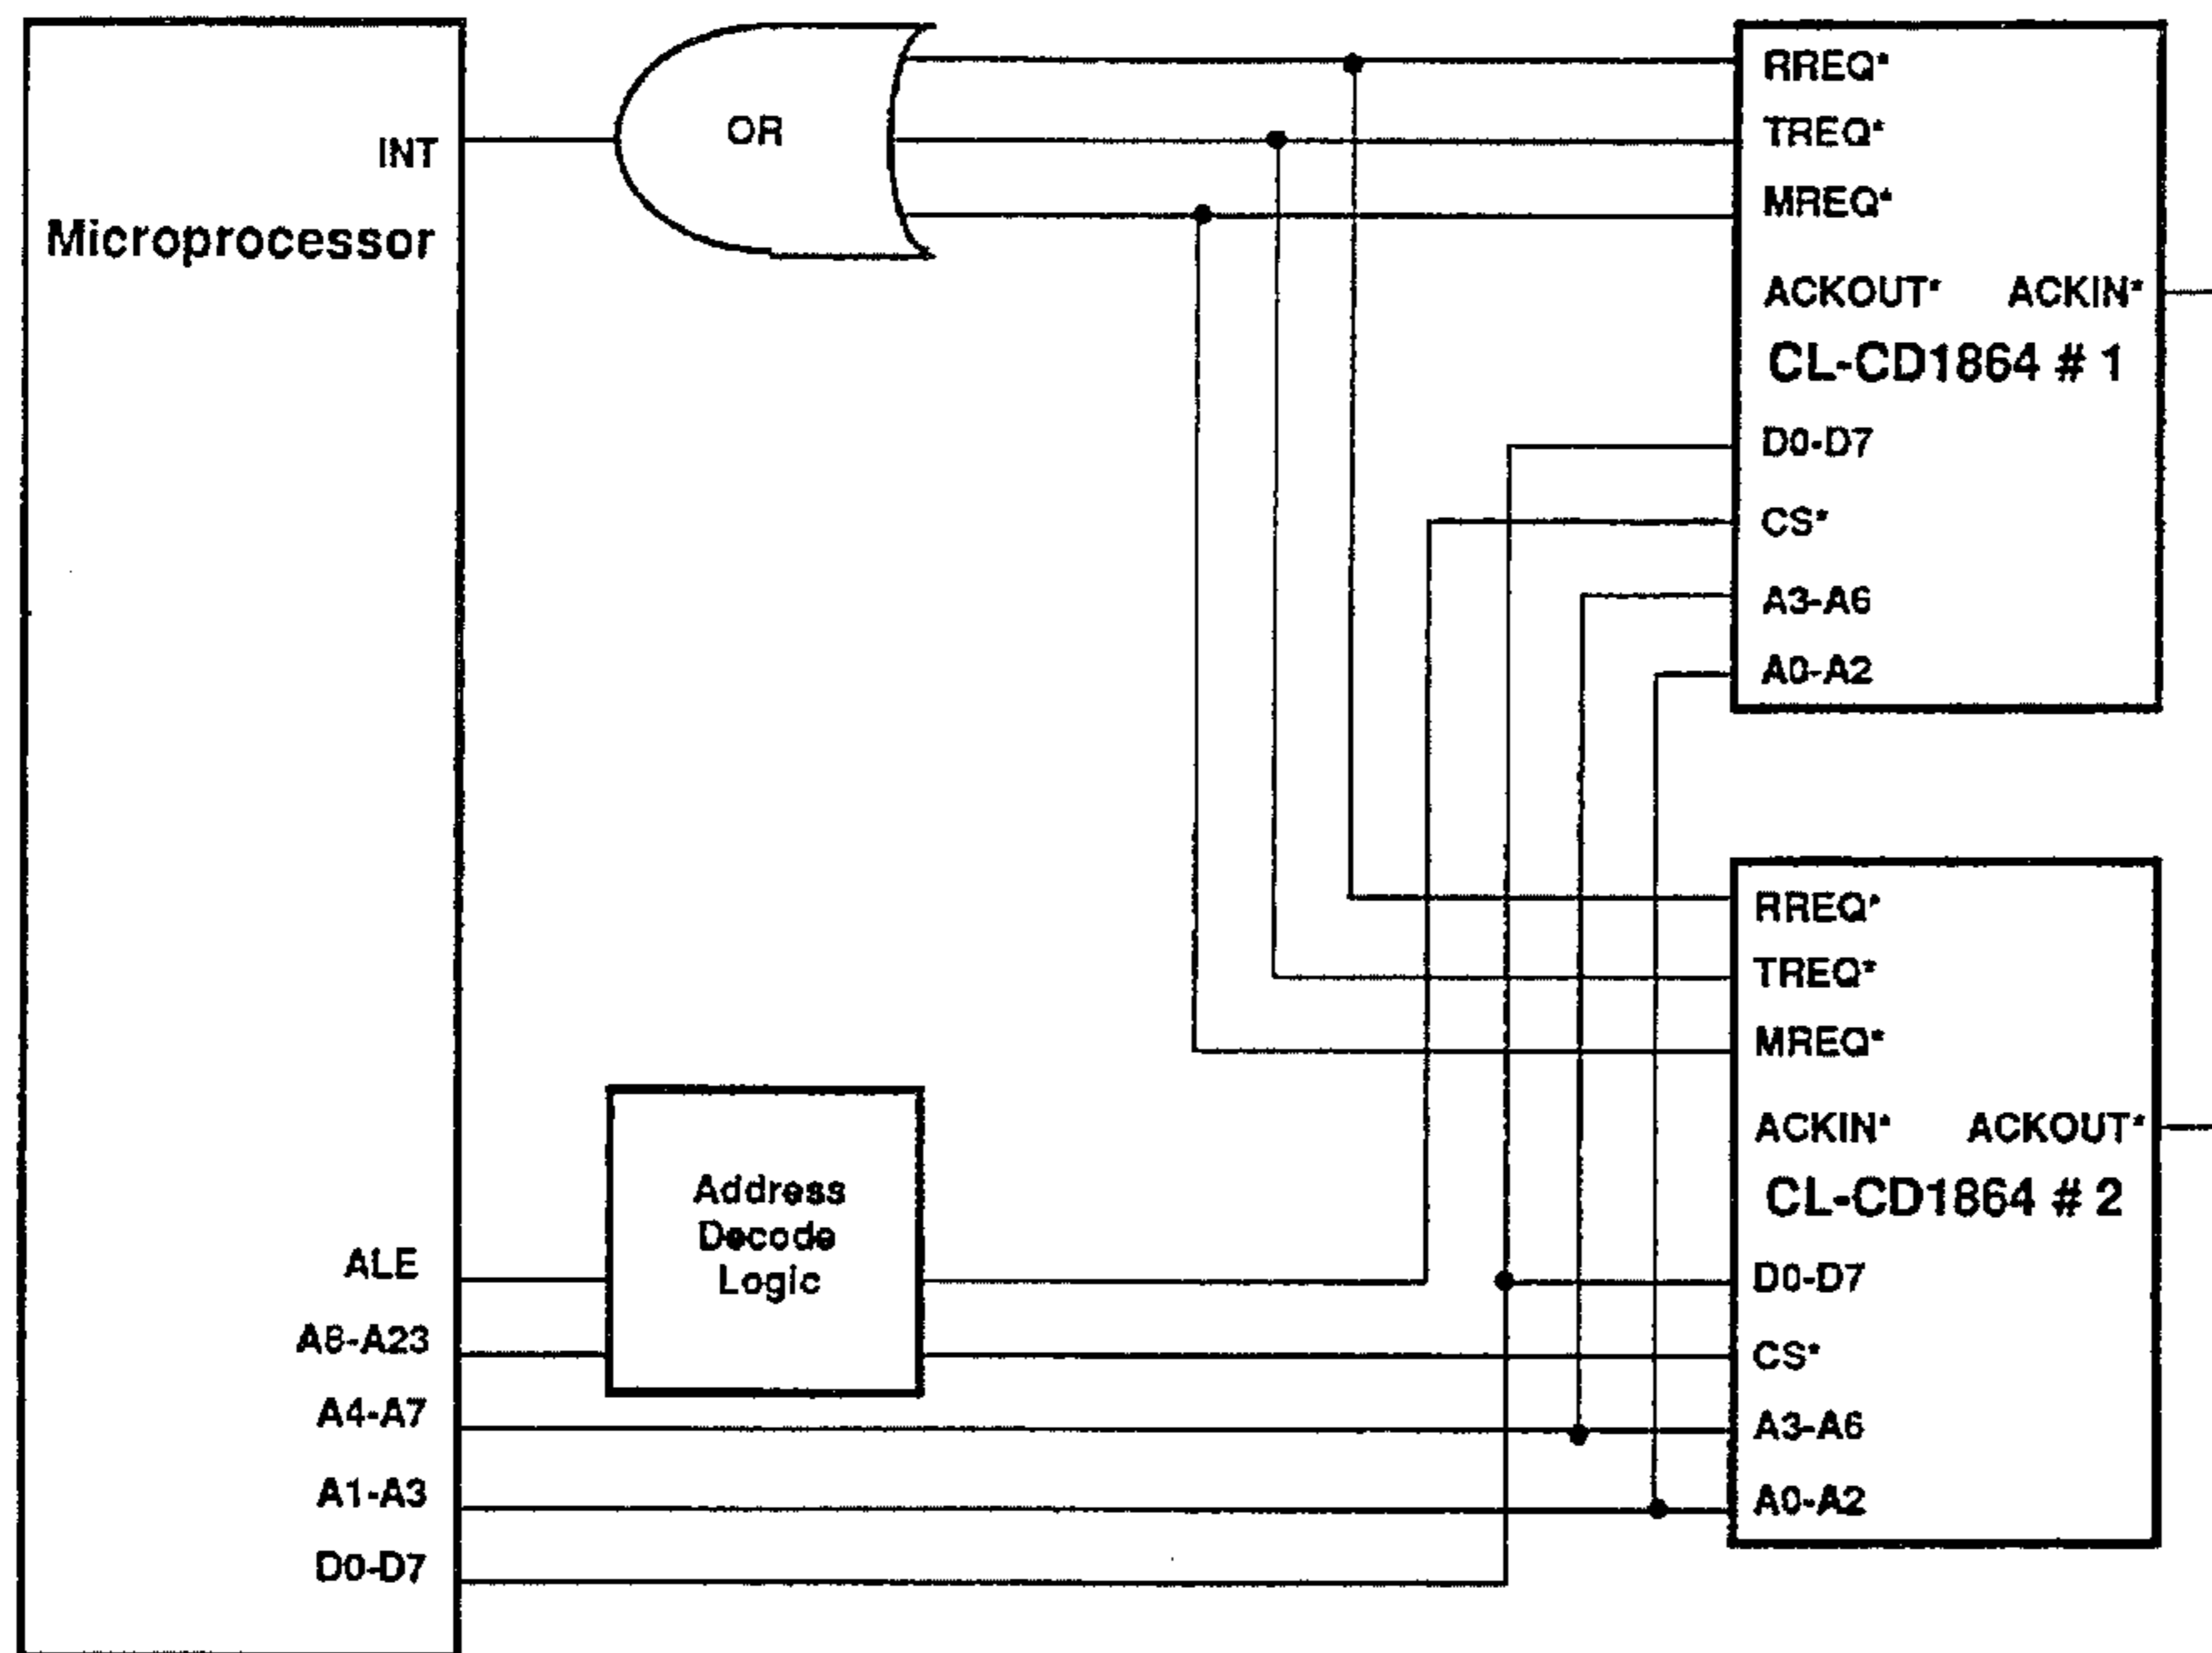 INT
Microprocessor
ALE
A8-A23
A4-A7
A1-A3
D0-D7
OR
Address
Decode
Logic
RREQ*
TREQ*
MREQ*
ACKOUT* ACKIN*
CL-CD1864 # 1
D0-D7
CS*
A3-A6
A0-A2
RREQ*
TREQ*
MREQ*
ACKIN* ACKOUT*
CL-CD1864 # 2
D0-D7
CS*
A3-A6
A0-A2